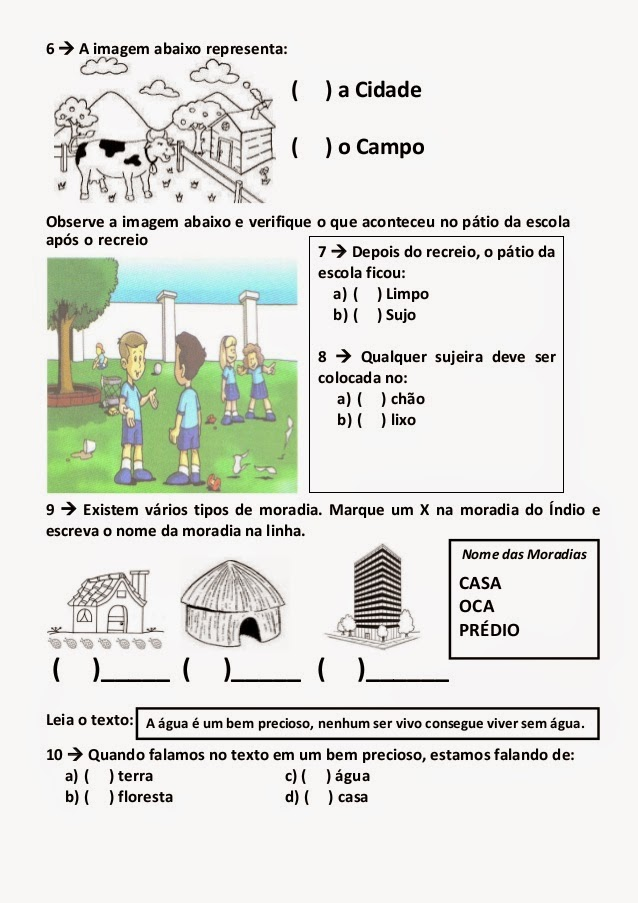 6 → A imagem abaixo representa:
(    ) a Cidade
(    ) o Campo
Observe a imagem abaixo e verifique o que aconteceu no pátio da escola
após o recreio
7 → Depois do recreio, o pátio da
escola ficou:
a) (    ) Limpo
b) (    ) Sujo
8 → Qualquer sujeira deve ser
colocada no:
a) (    ) chão
b) (    ) lixo
9 → Existem vários tipos de moradia. Marque um X na moradia do Índio e
escreva o nome da moradia na linha.
Nome das Moradias
CASA
OCA
PRÉDIO
(    )______ (    )______ (    )_______
Leia o texto: A água é um bem precioso, nenhum ser vivo consegue viver sem água.
10 → Quando falamos no texto em um bem precioso, estamos falando de:
a) (    ) terra c) (    ) água
b) (    ) floresta d) (    ) casa